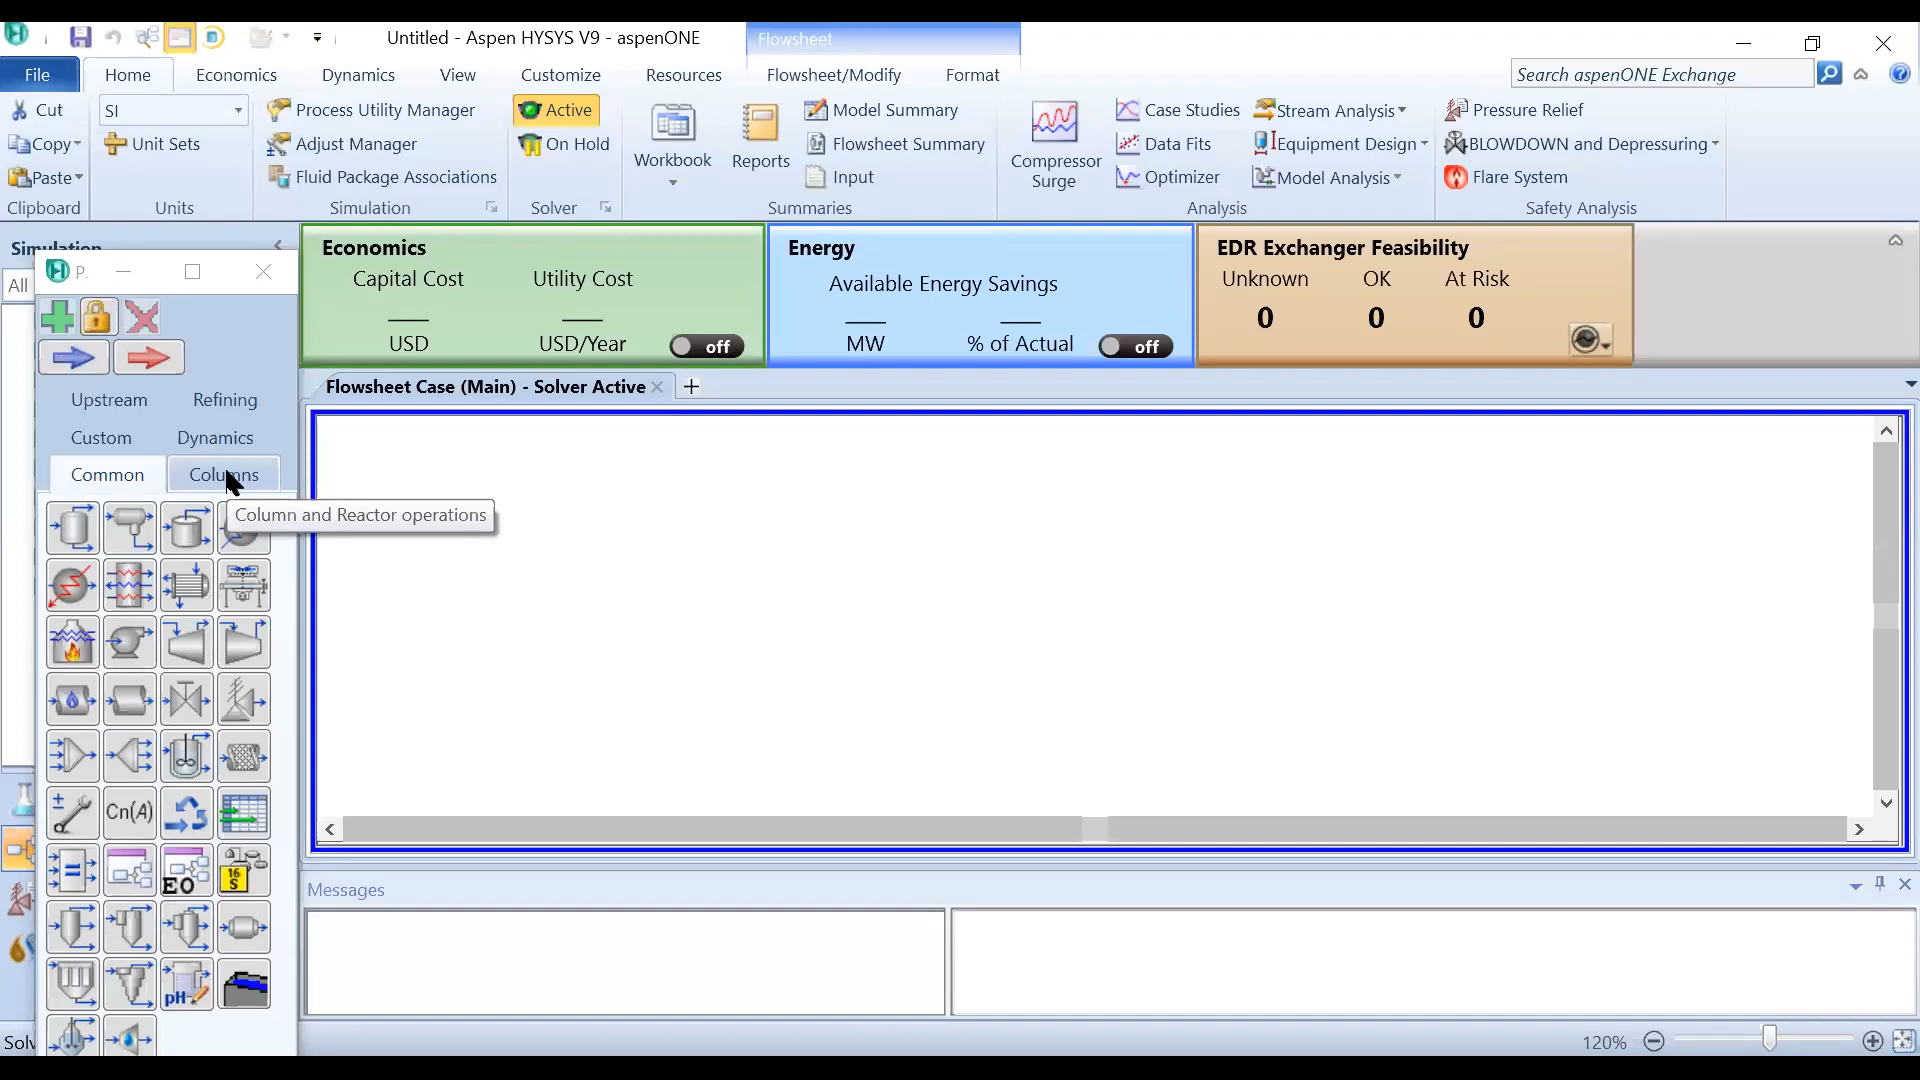 Untitled - Aspen HYSYS V9 - aspenONE
Flowsheet
File
Home
Economics
Dynamics
View
Customize
Resources
Flowsheet/Modify
Format
Search aspenONE Exchange
Cut
SI
Process Utility Manager
Active
Model Summary
Case Studies
Stream Analysis
Pressure Relief
Copy
Unit Sets
Adjust Manager
On Hold
Workbook
Reports
Flowsheet Summary
Compressor
Surge
Data Fits
Equipment Design
BLOWDOWN and Depressuring
Paste
Fluid Package Associations
Input
Optimizer
Model Analysis
Flare System
Clipboard
Units
Simulation
Solver
Summaries
Analysis
Safety Analysis
Simulation
All
P.
Economics
Capital Cost
Utility Cost
USD
USD/Year
off
Energy
Available Energy Savings
MW
% of Actual
off
EDR Exchanger Feasibility
Unknown
OK
At Risk
0
0
0
Upstream
Refining
Custom
Dynamics
Common
Columns
Column and Reactor operations
Flowsheet Case (Main) - Solver Active
Cn(A)
EO
16
S
pH
Messages
Solv
120%